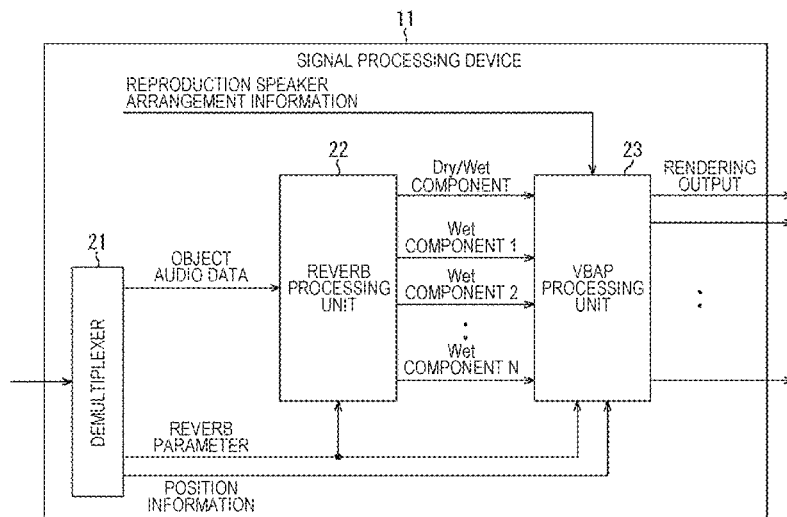 11
SIGNAL PROCESSING DEVICE
REPRODUCTION SPEAKER
ARRANGEMENT INFORMATION
22
23
Dry/Wet
COMPONENT
RENDERING
OUTPUT
21
OBJECT
AUDIO DATA
Wet
COMPONENT 1
REVERB
PROCESSING
UNIT
VBAP
PROCESSING
UNIT
Wet
COMPONENT 2
Wet
COMPONENT N
DEMULTIPLEXER
REVERB
PARAMETER
POSITION
INFORMATION